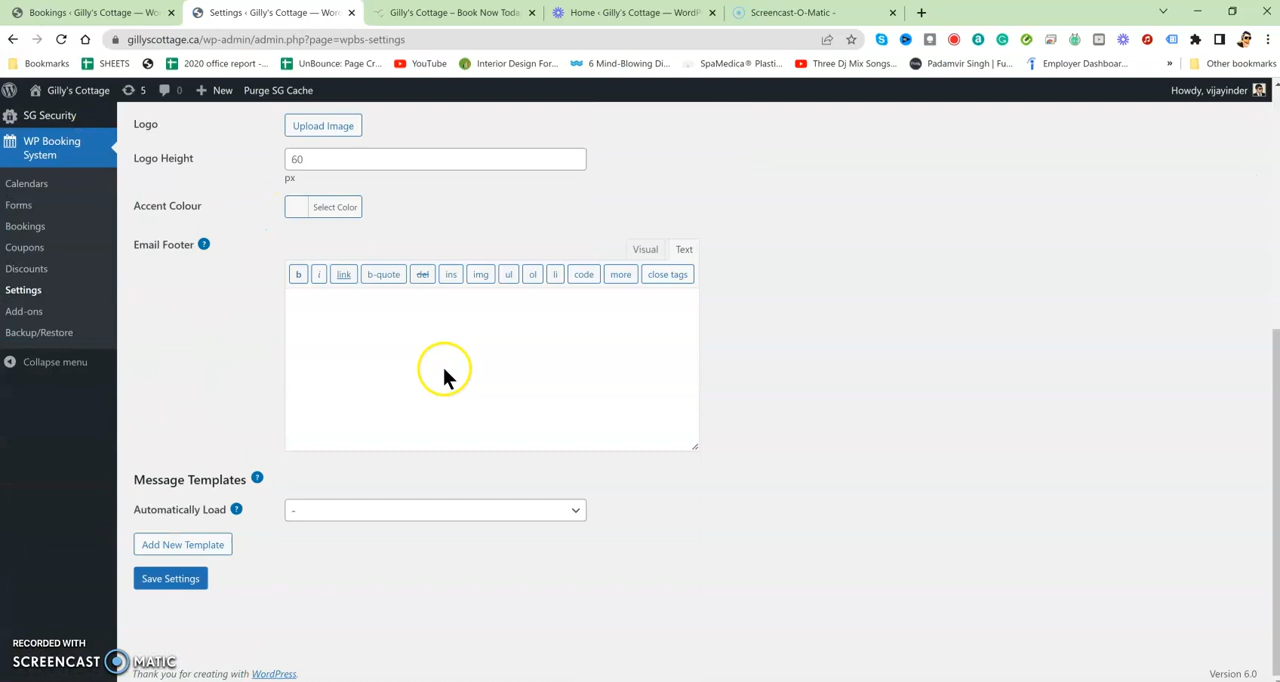 Bookings ‹ Gilly's Cottage — Wo
Settings ‹ Gilly's Cottage — Wor
Gilly's Cottage – Book Now Toda
Home ‹ Gilly's Cottage — WordP
Screencast-O-Matic -
gillyscottage.ca/wp-admin/admin.php?page=wpbs-settings
Bookmarks
SHEETS
2020 office report -...
UnBounce: Page Cr...
YouTube
Interior Design For...
6 Mind-Blowing Di...
SpaMedica® Plasti...
Three Dj Mix Songs...
Padamvir Singh | Fu...
Employer Dashboar...
»
Other bookmarks
Gilly's Cottage
5
0
+ New
Purge SG Cache
Howdy, vijayinder
SG Security
WP Booking
System
Calendars
Forms
Bookings
Coupons
Discounts
Settings
Add-ons
Backup/Restore
Collapse menu
Logo
Upload Image
Logo Height
60
px
Accent Colour
Select Color
Email Footer ?
Visual
Text
b
i
link
b-quote
del
ins
img
ul
ol
li
code
more
close tags
Message Templates ?
Automatically Load ?
-
Add New Template
Save Settings
RECORDED WITH
SCREENCAST MATIC
Thank you for creating with WordPress.
Version 6.0